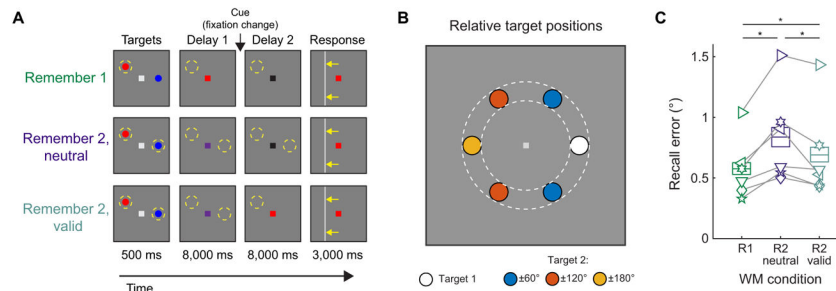 A
Cue
(fixation change)
Targets Delay 1 Delay 2 Response
Remember 1
Remember 2,
neutral
Remember 2,
valid
500 ms 8,000 ms 8,000 ms 3,000 ms
Time
B
Relative target positions
Target 2:
Target 1 ±60° ±120° ±180°
C
*
* *
Recall error (°)
1.5
1
0.5
0
R1 R2 R2
neutral valid
WM condition